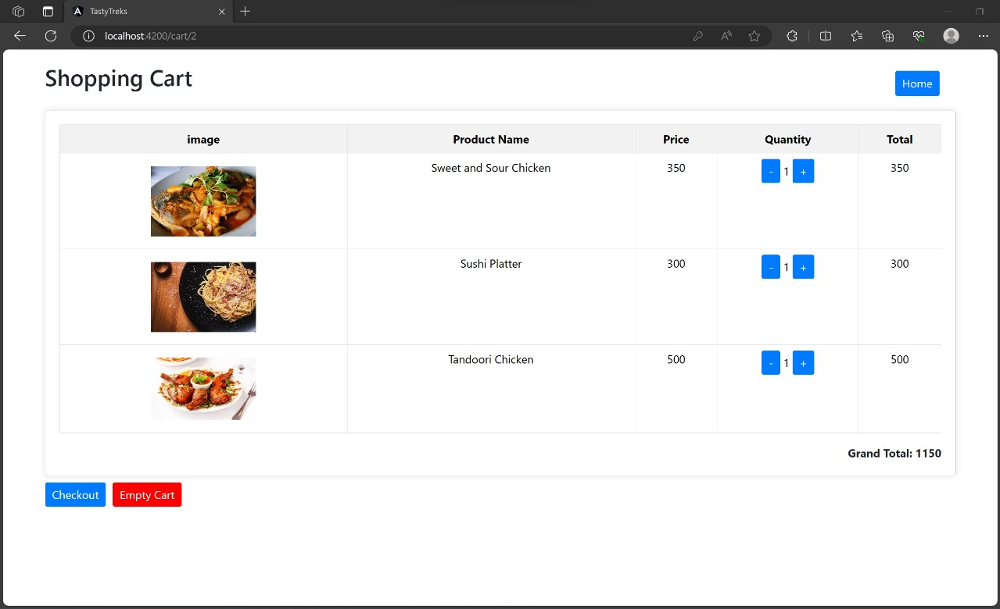 TastyTreks
localhost:4200/cart/2
Shopping Cart
Home
image Product Name Price Quantity Total
Sweet and Sour Chicken 350 - 1 + 350
Sushi Platter 300 - 1 + 300
Tandoori Chicken 500 - 1 + 500
Grand Total: 1150
Checkout Empty Cart